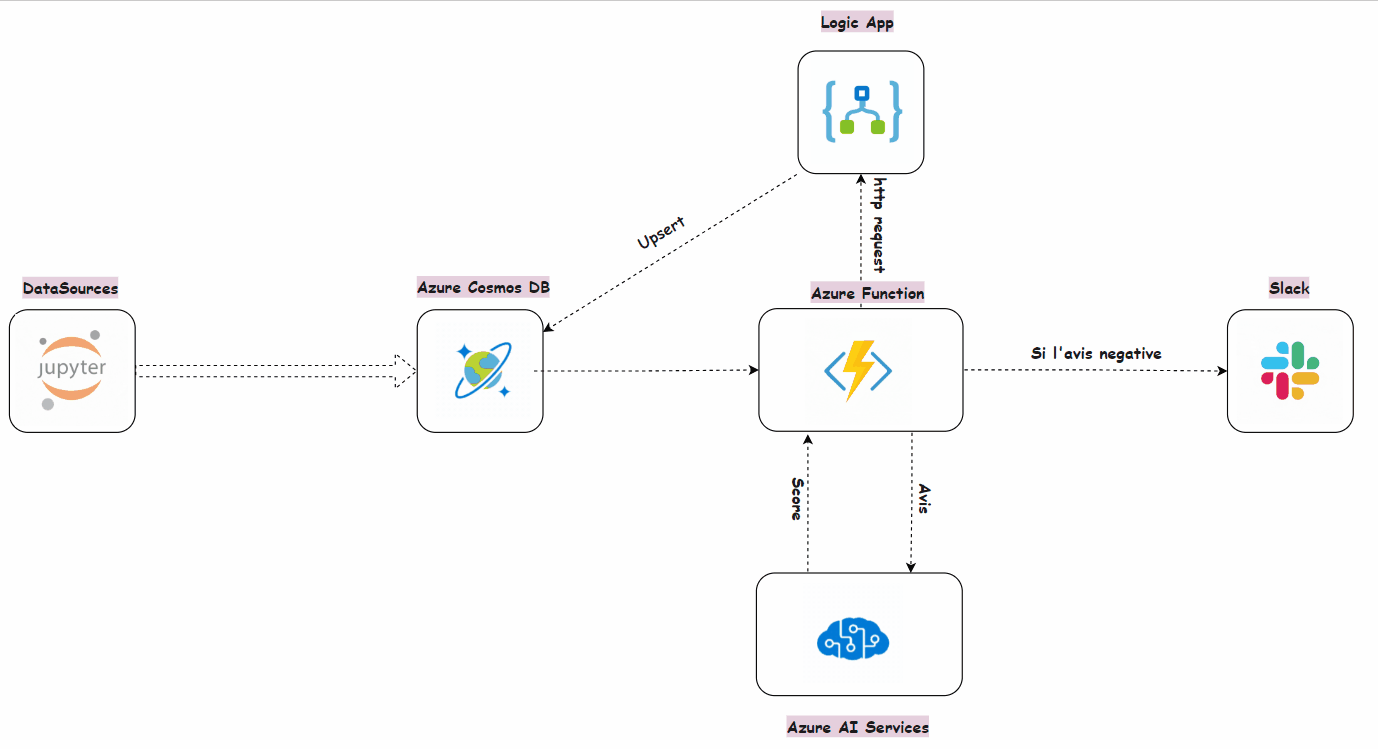 Logic App
http request
Upsert
DataSources
Azure Cosmos DB
Azure Function
Slack
jupyter
Si l'avis negative
Score
Avis
Azure AI Services